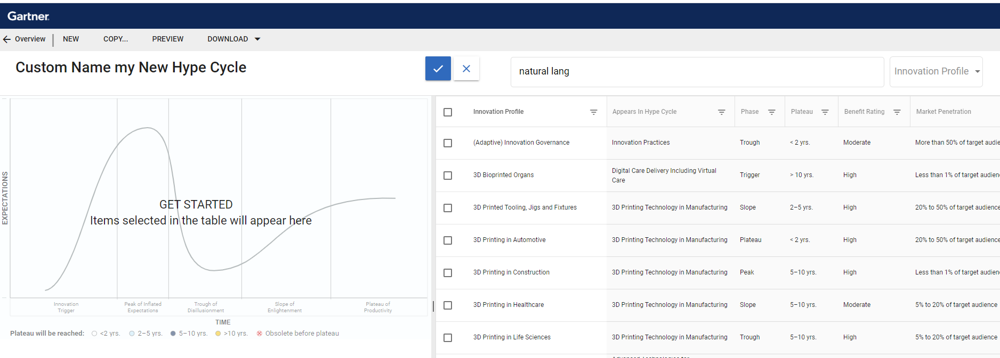 Gartner
Overview NEW COPY... PREVIEW DOWNLOAD
Custom Name my New Hype Cycle
natural lang
Innovation Profile
EXPECTATIONS
GET STARTED
Items selected in the table will appear here
Innovation
Trigger
Peak of Inflated
Expectations
Trough of
Disillusionment
Slope of
Enlightenment
Plateau of
Productivity
TIME
Plateau will be reached: <2 yrs. 2–5 yrs. 5–10 yrs. >10 yrs. Obsolete before plateau
Innovation Profile Appears In Hype Cycle Phase Plateau Benefit Rating Market Penetration
(Adaptive) Innovation Governance Innovation Practices Trough < 2 yrs. Moderate More than 50% of target audie
3D Bioprinted Organs Digital Care Delivery Including Virtual
Care Trigger > 10 yrs. High Less than 1% of target audien
3D Printed Tooling, Jigs and Fixtures 3D Printing Technology in Manufacturing Slope 2–5 yrs. High 20% to 50% of target audience
3D Printing in Automotive 3D Printing Technology in Manufacturing Plateau < 2 yrs. High 20% to 50% of target audience
3D Printing in Construction 3D Printing Technology in Manufacturing Peak 5–10 yrs. High Less than 1% of target audien
3D Printing in Healthcare 3D Printing Technology in Manufacturing Slope 5–10 yrs. Moderate 5% to 20% of target audience
3D Printing in Life Sciences 3D Printing Technology in Manufacturing Trough 5–10 yrs. High 5% to 20% of target audience